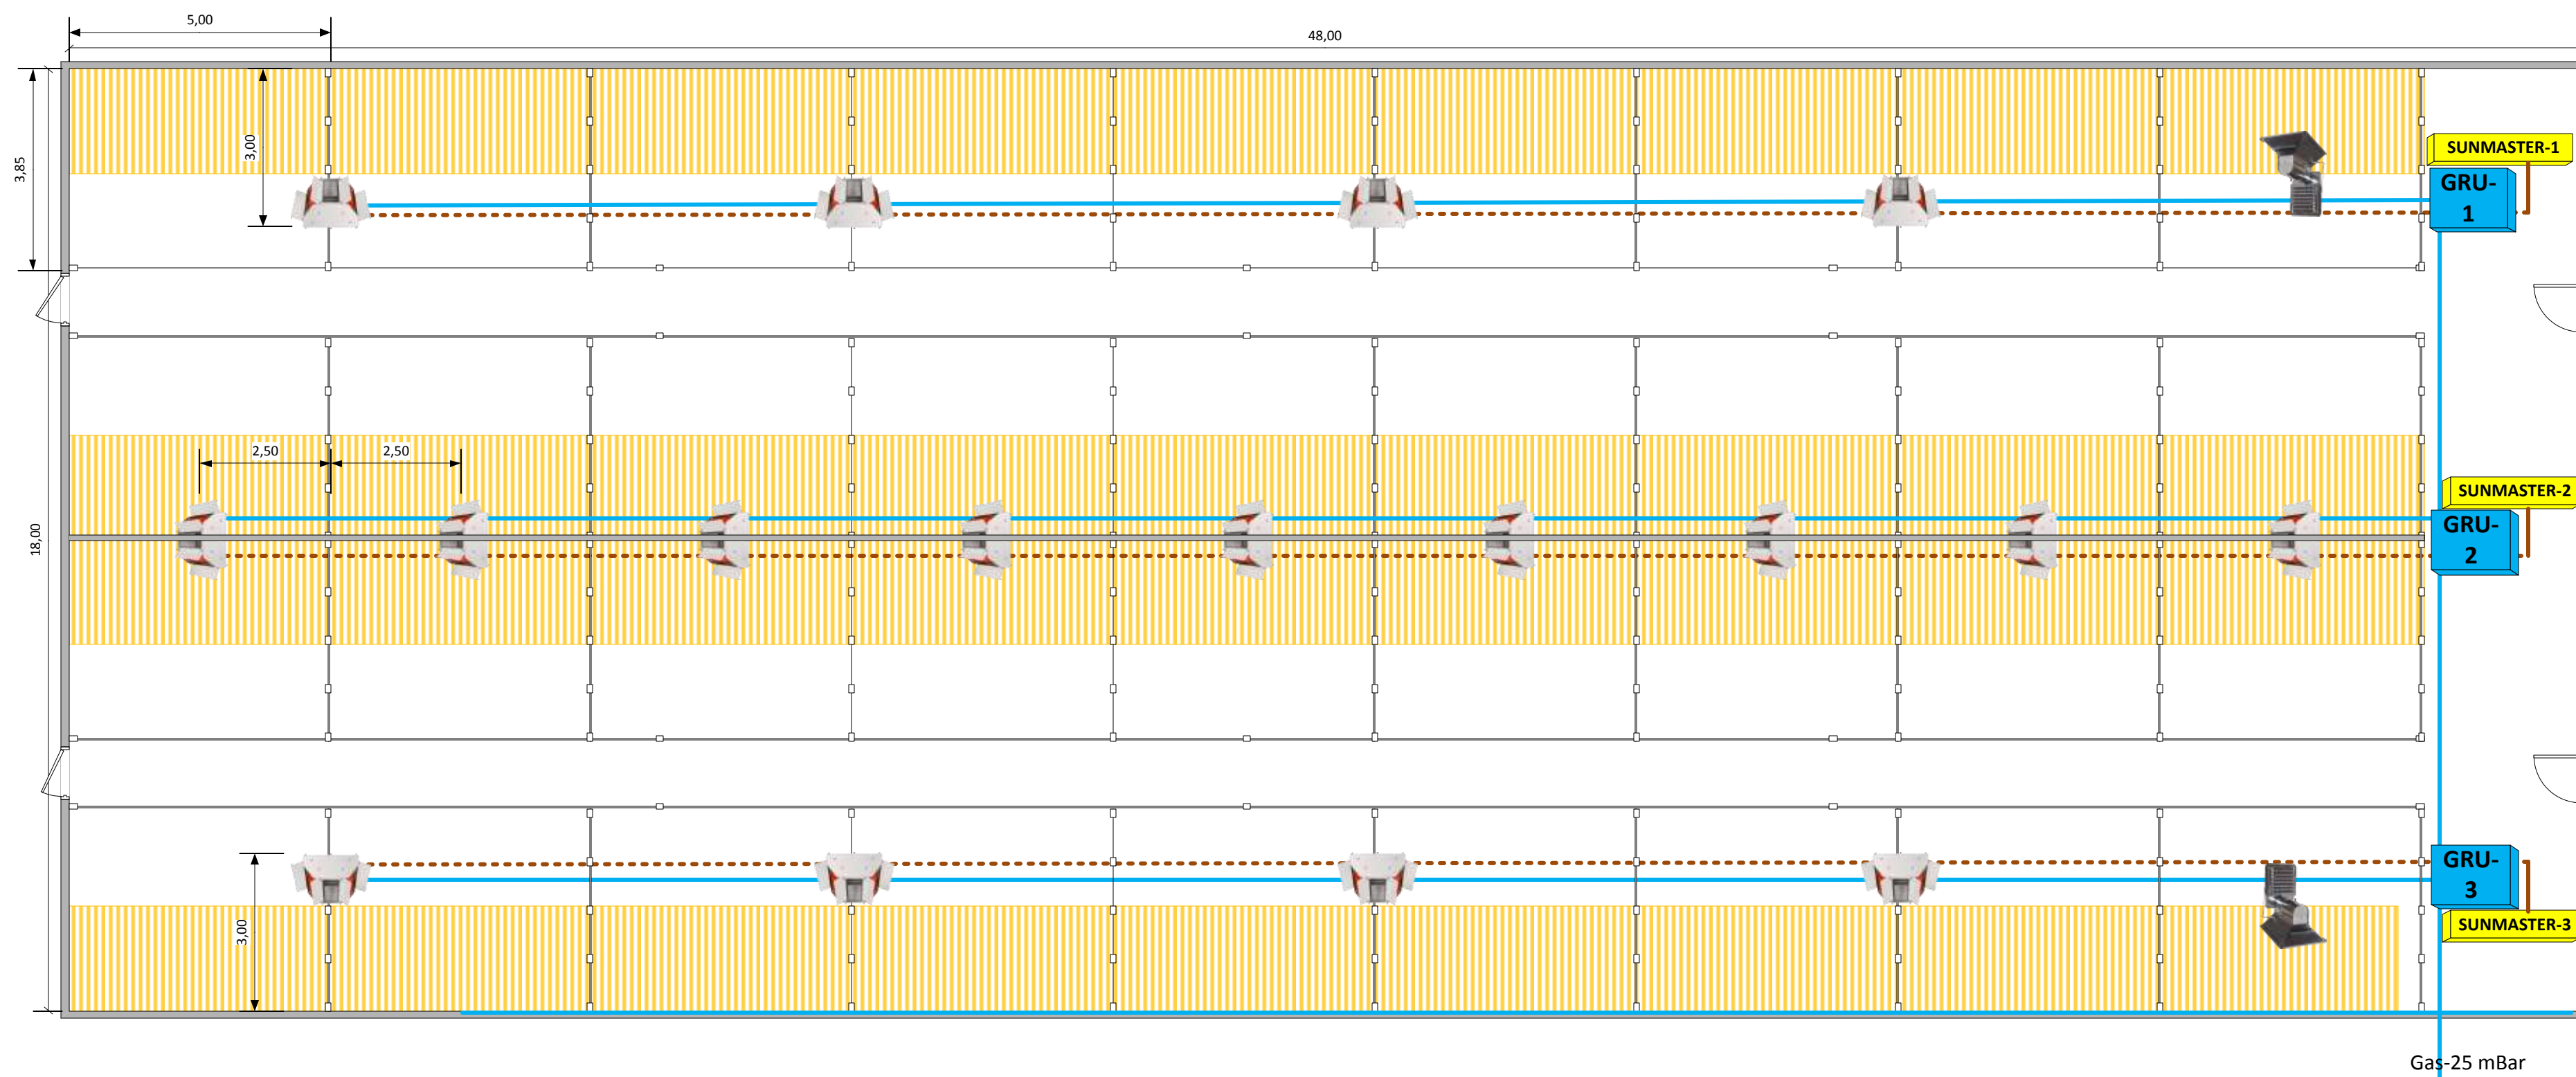 5,00
48,00
3,85
3,00
SUNMASTER-1
GRU-
1
2,50
2,50
18,00
SUNMASTER-2
GRU-
2
3,00
GRU-
3
SUNMASTER-3
Gas-25 mBar